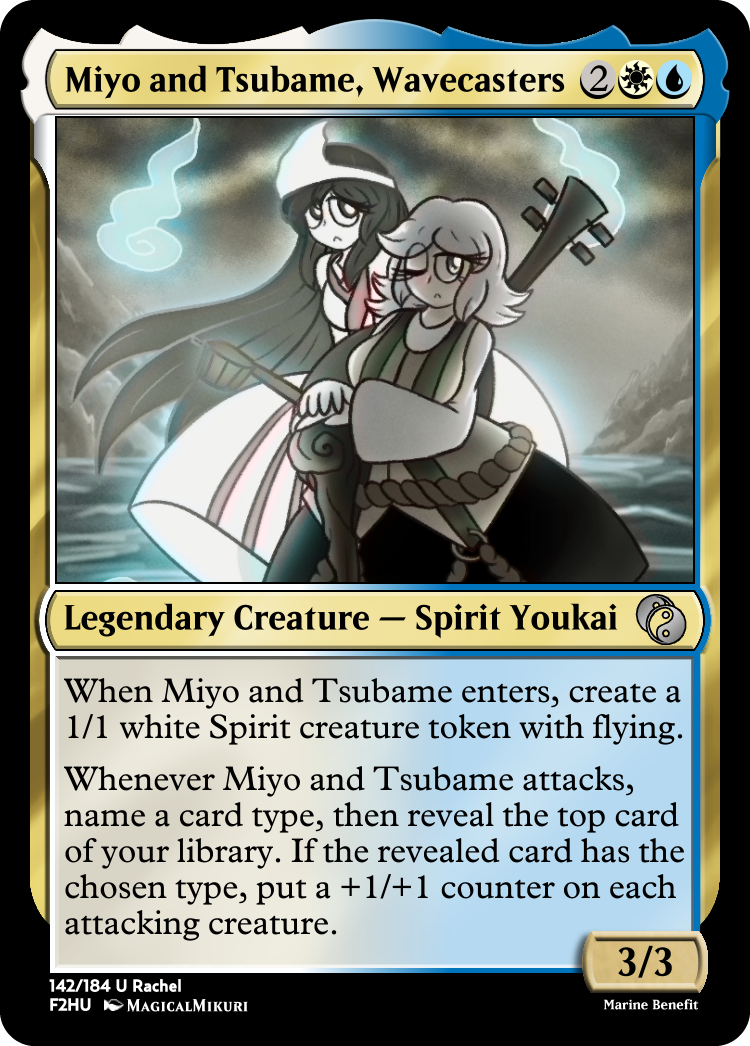 Miyo and Tsubame, Wavecasters 2
Legendary Creature — Spirit Youkai
When Miyo and Tsubame enters, create a
1/1 white Spirit creature token with flying.
Whenever Miyo and Tsubame attacks,
name a card type, then reveal the top card
of your library. If the revealed card has the
chosen type, put a +1/+1 counter on each
attacking creature.
3/3
142/184 U Rachel
F2HU MagicalMikuri
Marine Benefit